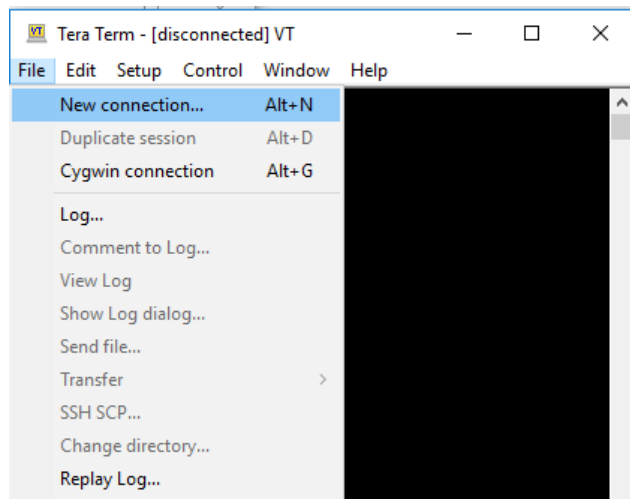 VT Tera Term - [disconnected] VT
File Edit Setup Control Window Help
New connection... Alt+N
Duplicate session Alt+D
Cygwin connection Alt+G
Log...
Comment to Log...
View Log
Show Log dialog...
Send file...
Transfer
SSH SCP...
Change directory...
Replay Log...